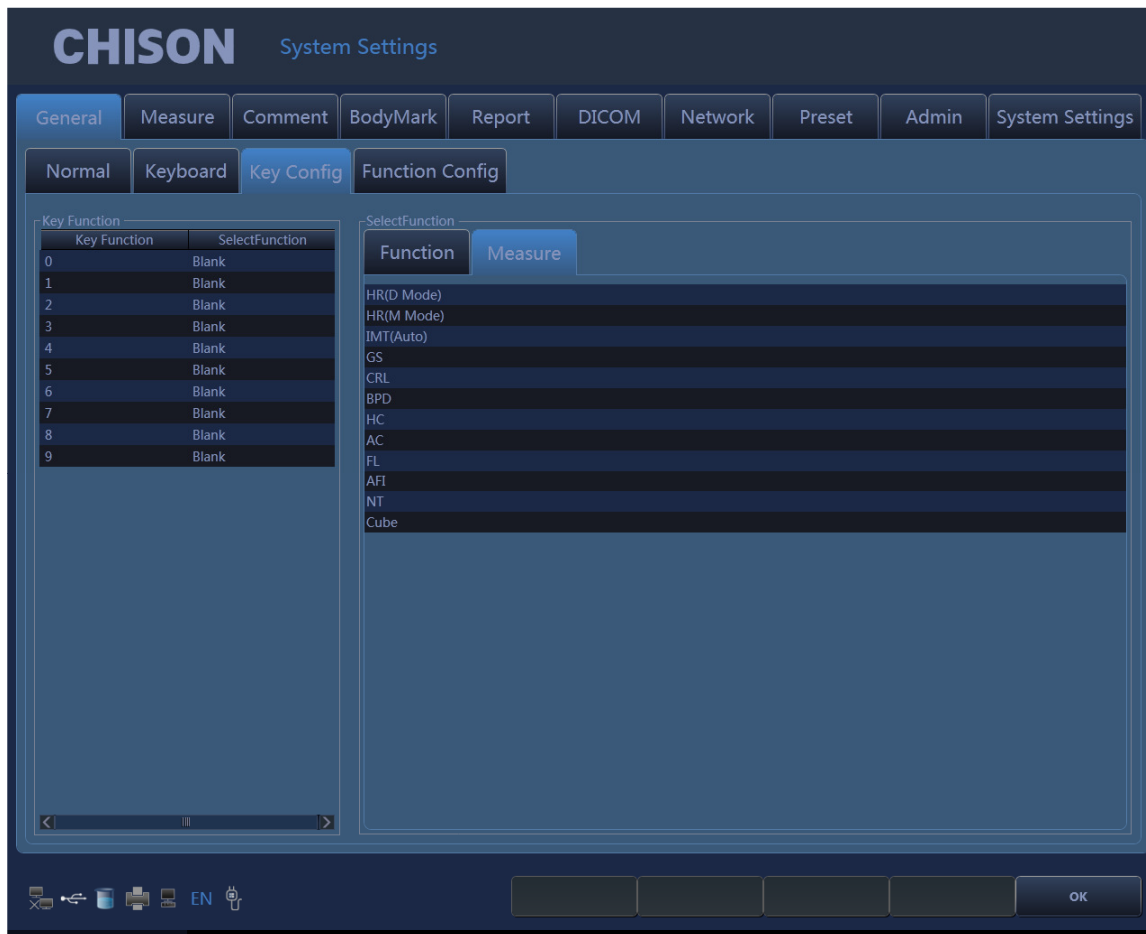 CHISON System Settings
General Measure Comment BodyMark Report DICOM Network Preset Admin System Settings
Normal Keyboard Key Config Function Config
Key Function
Key Function SelectFunction
0 Blank
1 Blank
2 Blank
3 Blank
4 Blank
5 Blank
6 Blank
7 Blank
8 Blank
9 Blank
SelectFunction
Function Measure
HR(D Mode)
HR(M Mode)
IMT(Auto)
GS
CRL
BPD
HC
AC
FL
AFI
NT
Cube
EN
OK